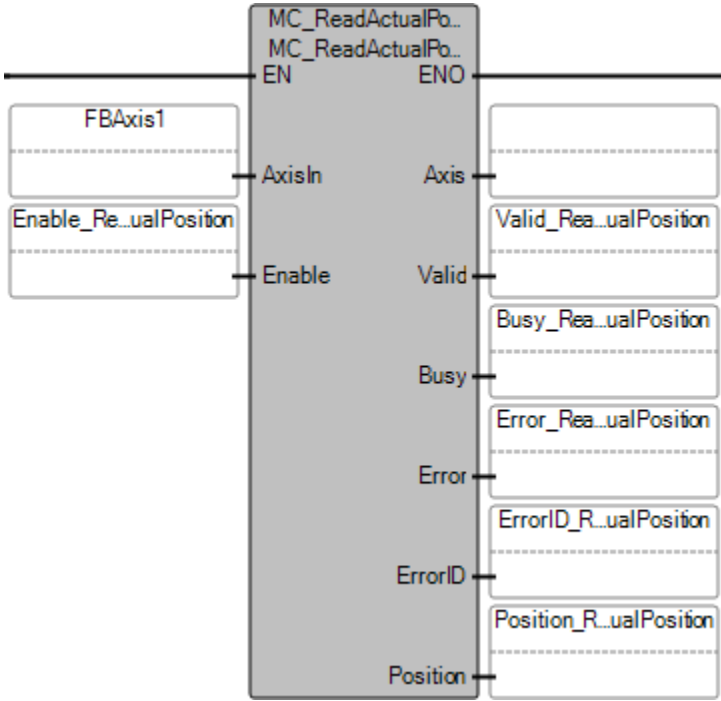 MC_ReadActualPo...
MC_ReadActualPo...
EN ENO
FBAxis1
AxisIn Axis
Enable_Re...ualPosition Valid_Rea...ualPosition
Enable Valid
Busy_Rea...ualPosition
Busy
Error_Rea...ualPosition
Error
ErrorID_R...ualPosition
ErrorID
Position_R...ualPosition
Position